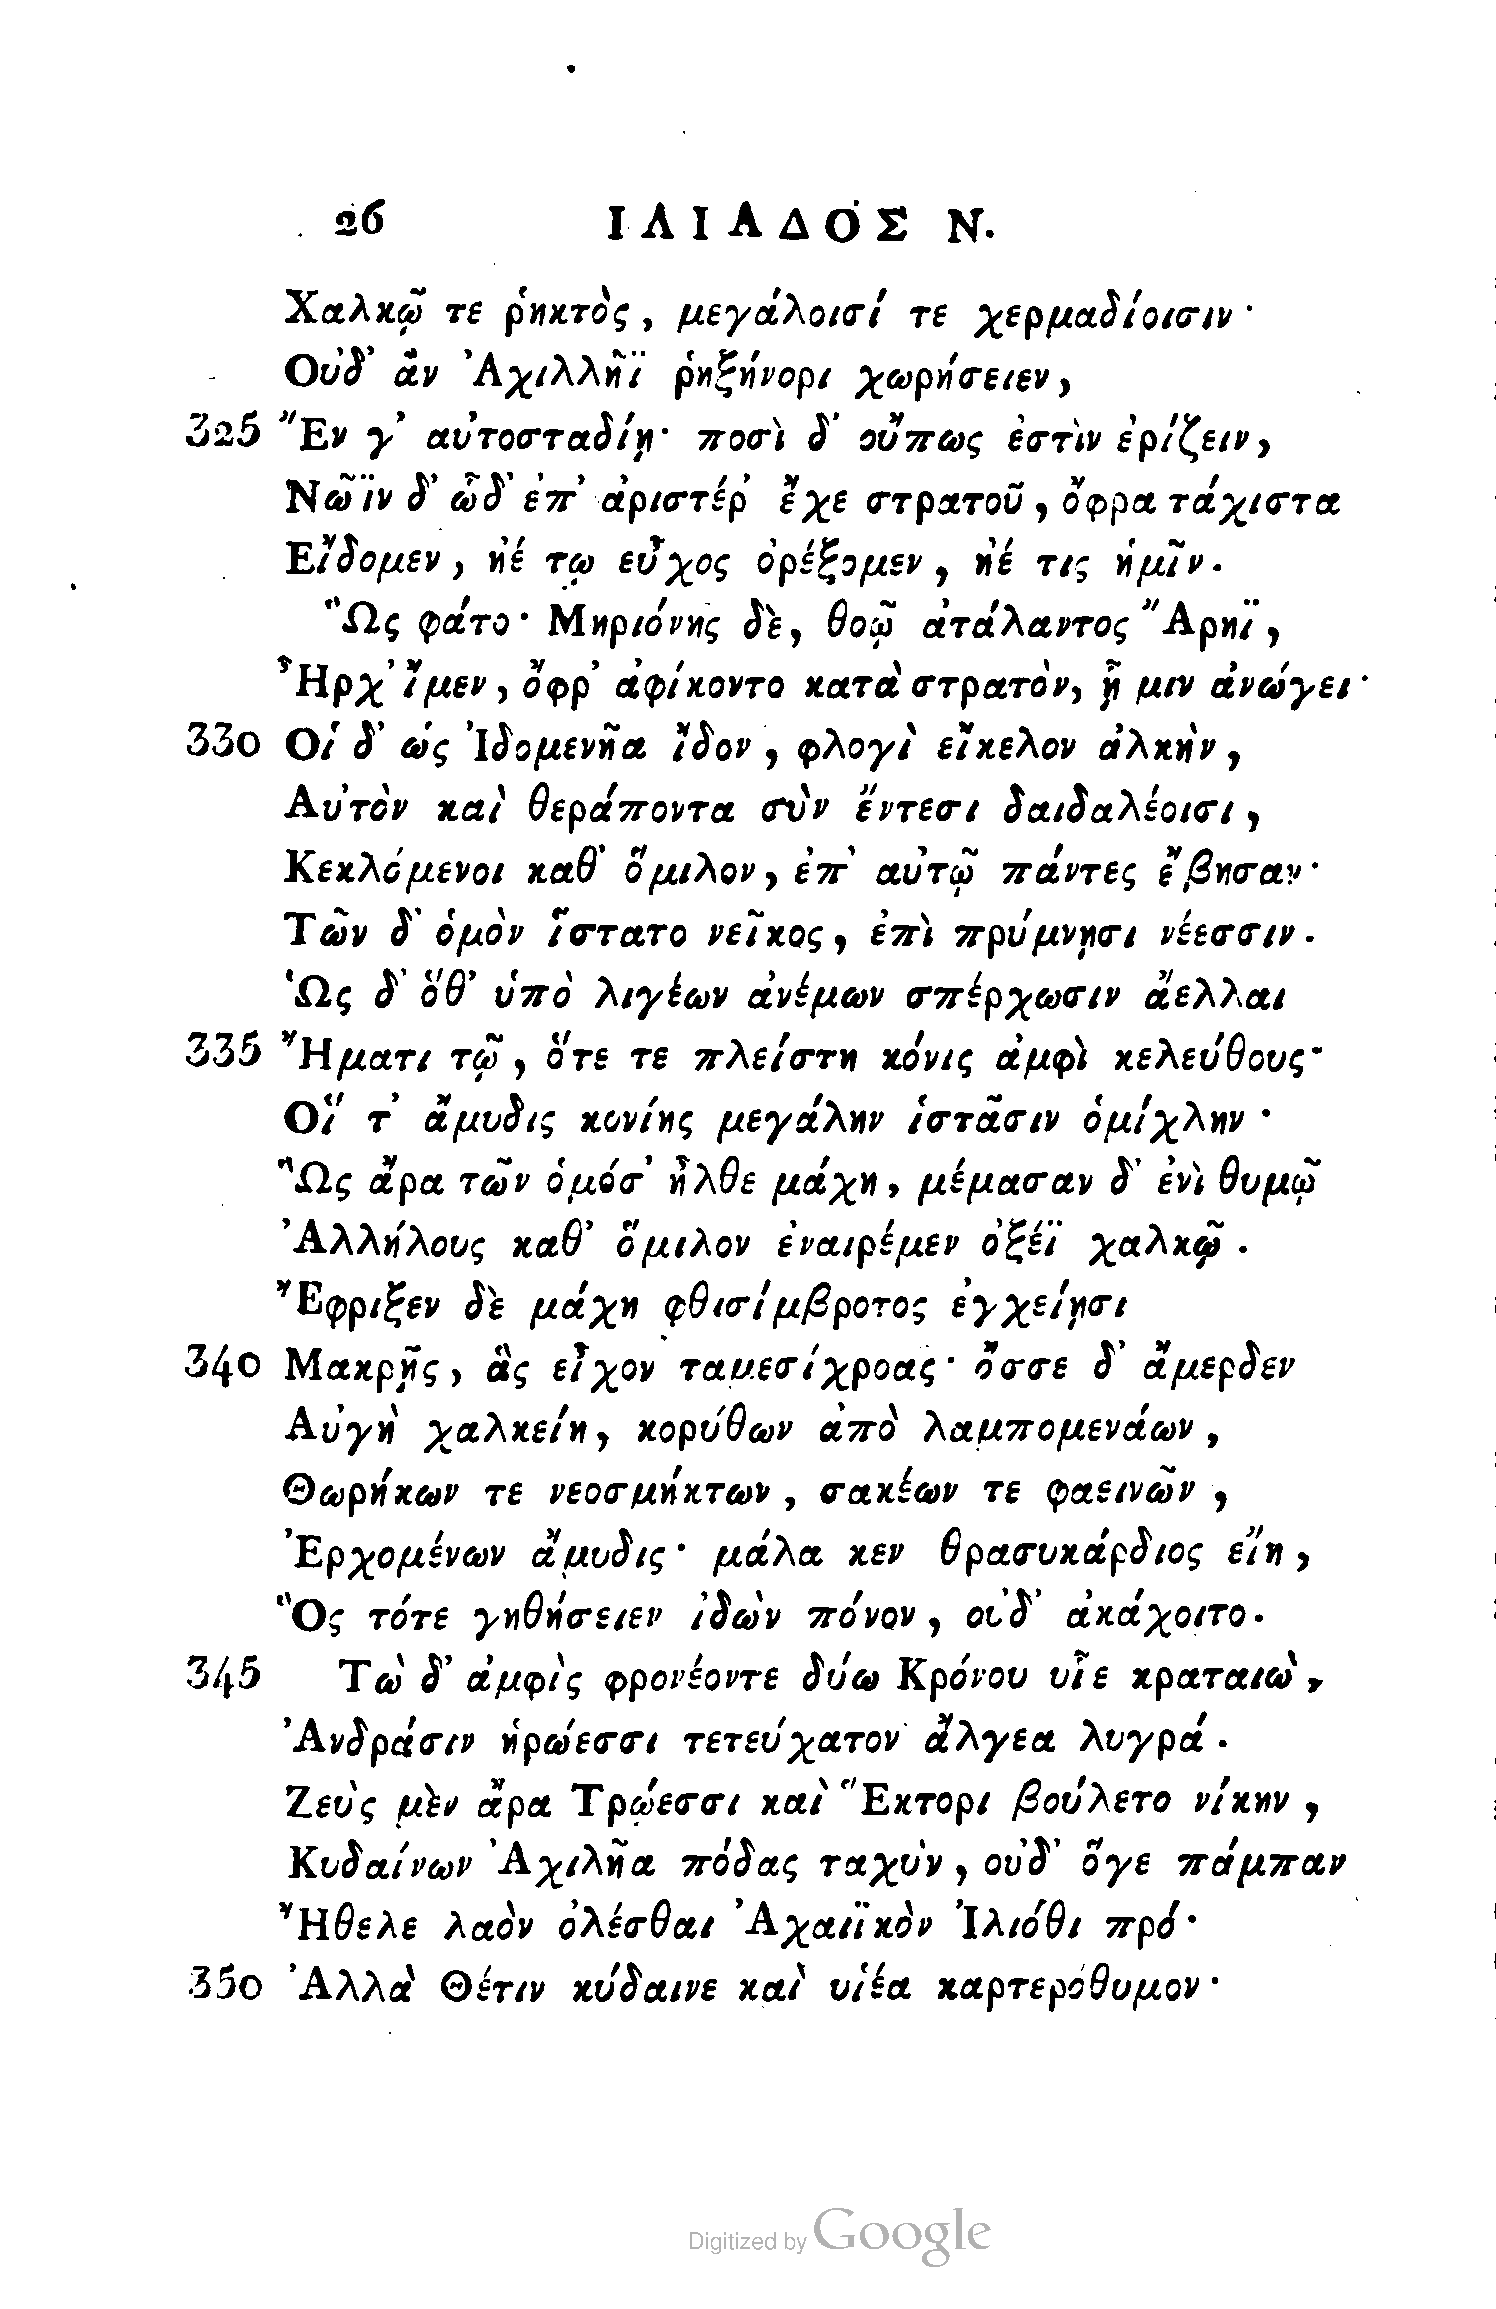 26 ΙΛΙΑΔΟΣ Ν.
Χαλκῷ τε ῥηκτὸς, μεγάλοισί τε χερμαδίοισιν·
Οὐδ᾽ ἂν Ἀχιλλῆϊ ῥηξήνορι χωρήσειεν,
325 Ἔν γ᾽ αὐτοσταδίῃ· ποσὶ δ᾽ οὔπως ἐστὶν ἐρίζειν,
Νῶϊν δ᾽ ὧδ᾽ ἐπ᾽ ἀριστέρ᾽ ἔχε στρατοῦ, ὄφρα τάχιστα
Εἴδομεν, ἠέ τῳ εὖχος ὀρέξομεν, ἠέ τις ἡμῖν.
Ὣς φάτο· Μηριόνης δὲ, θοῷ ἀτάλαντος Ἄρηϊ,
Ἦρχ᾽ ἴμεν, ὄφρ᾽ ἀφίκοντο κατὰ στρατὸν, ᾗ μιν ἀνώγει·
330 Οἱ δ᾽ ὡς Ἰδομενῆα ἴδον, φλογὶ εἴκελον ἀλκὴν,
Αὐτὸν καὶ θεράποντα σὺν ἔντεσι δαιδαλέοισι,
Κεκλόμενοι καθ᾽ ὅμιλον, ἐπ᾽ αὐτῷ πάντες ἔβησαν·
Τῶν δ᾽ ὁμὸν ἵστατο νεῖκος, ἐπὶ πρύμνῃσι νέεσσιν.
Ὡς δ᾽ ὅθ᾽ ὑπὸ λιγέων ἀνέμων σπέρχωσιν ἄελλαι
335 Ἤματι τῷ, ὅτε τε πλείστη κόνις ἀμφὶ κελεύθους·
Οἵ τ᾽ ἄμυδις κονίης μεγάλην ἱστᾶσιν ὁμίχλην·
Ὣς ἄρα τῶν ὁμόσ᾽ ἦλθε μάχη, μέμασαν δ᾽ ἐνὶ θυμῷ
Ἀλλήλους καθ᾽ ὅμιλον ἐναιρέμεν ὀξέϊ χαλκῷ.
Ἔφριξεν δὲ μάχη φθισίμβροτος ἐγχείῃσι
340 Μακρῇς, ἃς εἶχον ταμεσίχροας· ὄσσε δ᾽ ἄμερδεν
Αὐγὴ χαλκείη, κορύθων ἀπὸ λαμπομενάων,
Θωρήκων τε νεοσμήκτων, σακέων τε φαεινῶν,
Ἐρχομένων ἄμυδις· μάλα κεν θρασυκάρδιος εἴη,
Ὃς τότε γηθήσειεν ἰδὼν πόνον, οὐδ᾽ ἀκάχοιτο.
345 Τὼ δ᾽ ἀμφὶς φρονέοντε δύω Κρόνου υἷε κραταιὼ,
Ἀνδράσιν ἡρώεσσι τετεύχατον ἄλγεα λυγρά.
Ζεὺς μὲν ἄρα Τρώεσσι καὶ Ἕκτορι βούλετο νίκην,
Κυδαίνων Ἀχιλῆα πόδας ταχὺν, οὐδ᾽ ὅγε πάμπαν
Ἤθελε λαὸν ὀλέσθαι Ἀχαιϊκὸν Ἰλιόθι πρό·
350 Ἀλλὰ Θέτιν κύδαινε καὶ υἱέα καρτερόθυμον·
Digitized by Google